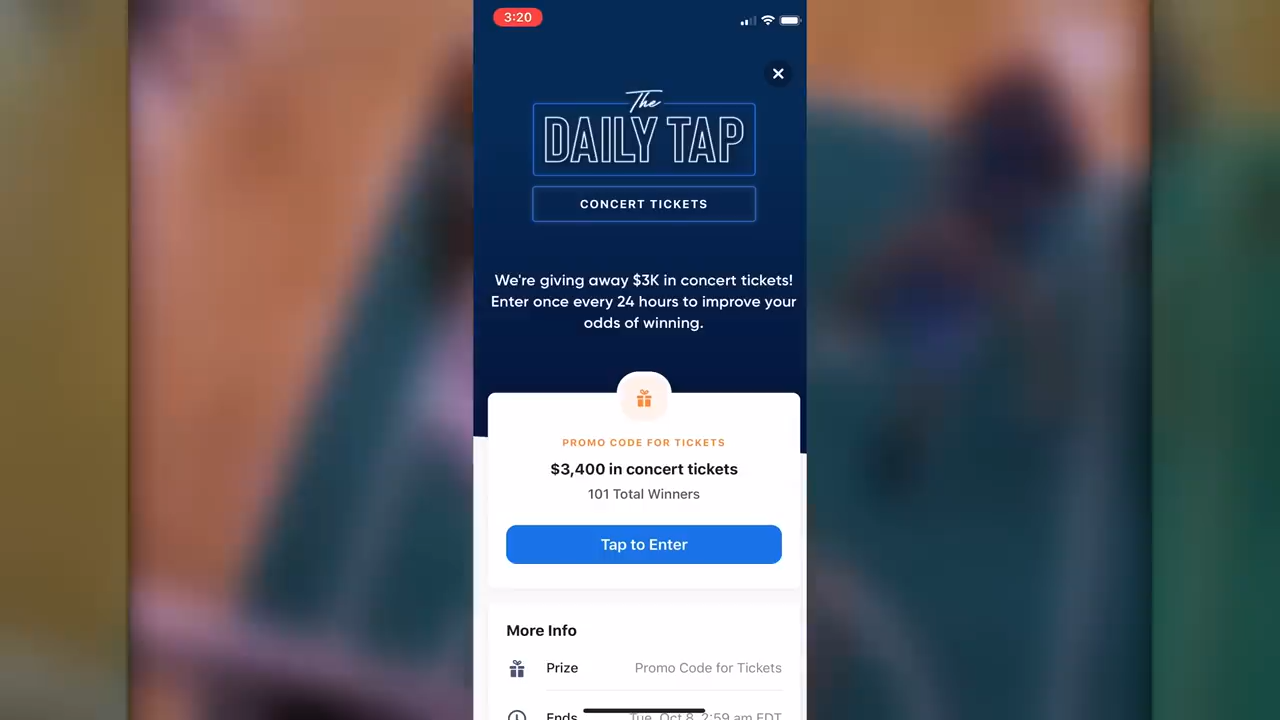 3:20
The
DAILY TAP
CONCERT TICKETS
We're giving away $3K in concert tickets!
Enter once every 24 hours to improve your
odds of winning.
PROMO CODE FOR TICKETS
$3,400 in concert tickets
101 Total Winners
Tap to Enter
More Info
Prize Promo Code for Tickets
Ends Tue, Oct 8, 2:59 am EDT